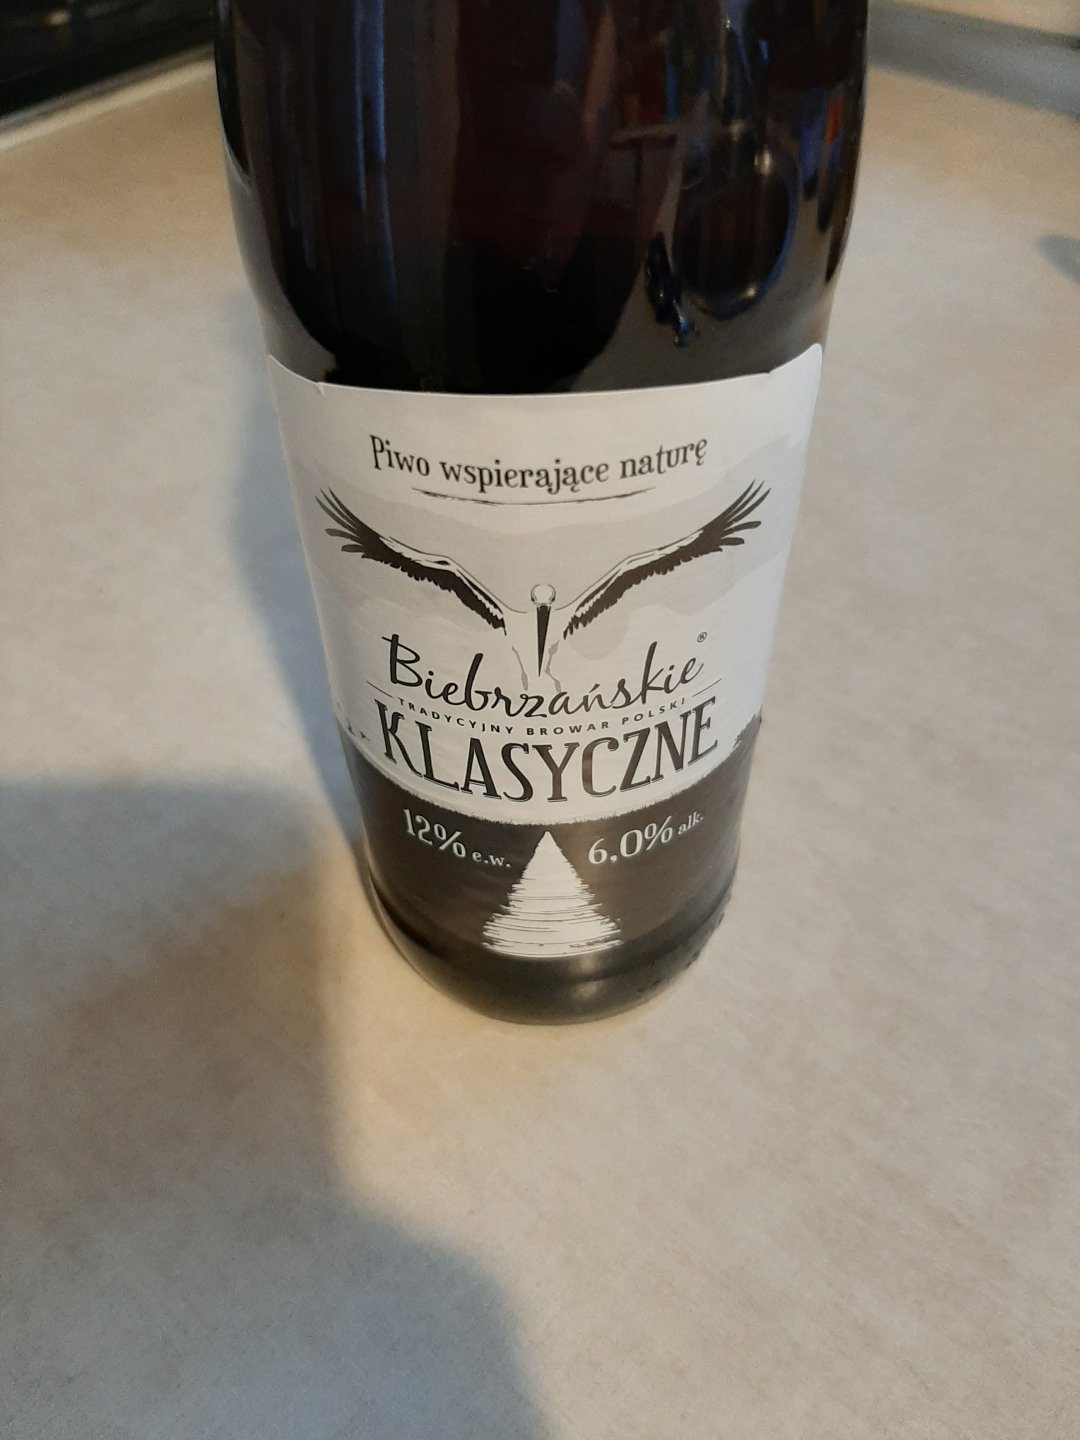 Piwo wspierające naturę
Biebrzańskie®
TRADYCYJNY BROWAR POLSKI
KLASYCZNE
12% e.w.
6,0% alk.